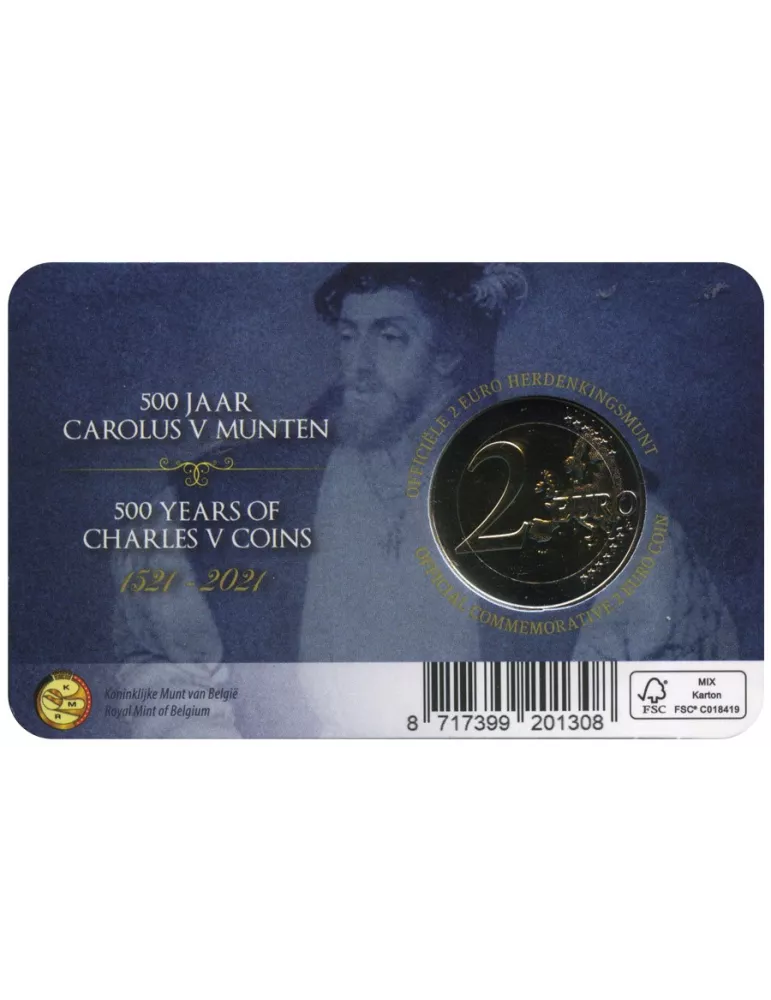 500 JAAR
CAROLUS V MUNTEN
500 YEARS OF
CHARLES V COINS
1521 - 2021
OFFICIËLE 2 EURO HERDENKINGSMUNT
2 EURO
OFFICIAL COMMEMORATIVE 2 EURO COIN
K
M
R
Koninklijke Munt van België
Royal Mint of Belgium
8 717399 201308
FSC
MIX
Karton
FSC® C018419